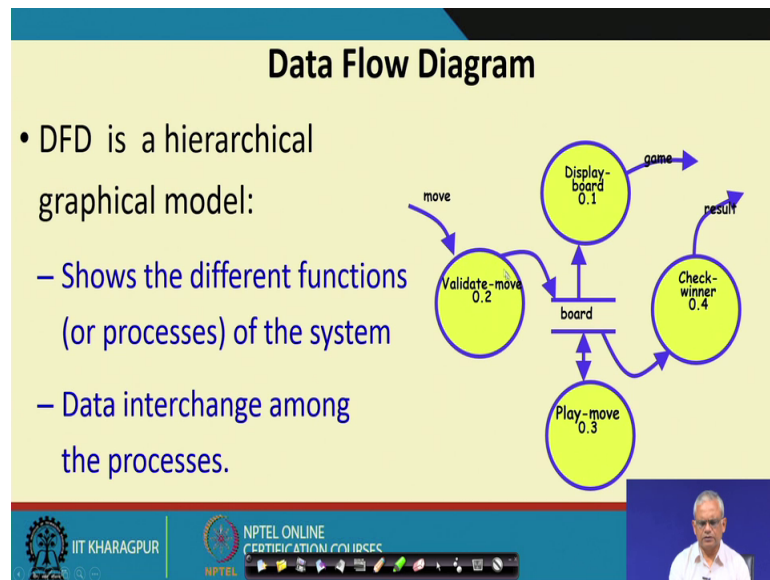 Data Flow Diagram
• DFD is a hierarchical
graphical model:
– Shows the different functions
(or processes) of the system
– Data interchange among
the processes.
move
Validate-move
0.2
Display-
board
0.1
game
board
Play-move
0.3
Check-
winner
0.4
result
IIT KHARAGPUR
NPTEL
NPTEL ONLINE
CERTIFICATION COURSES